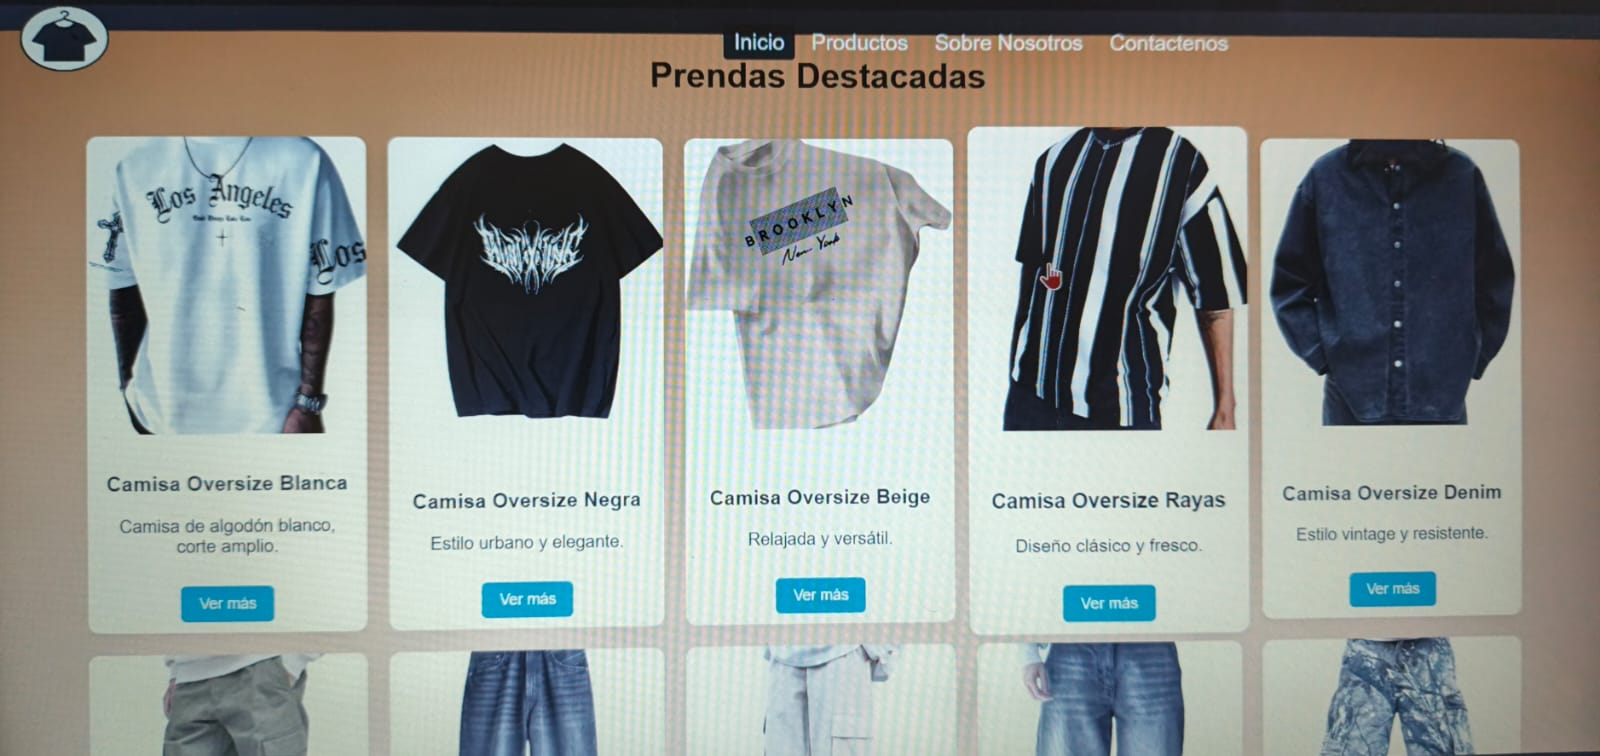 Inicio Productos Sobre Nosotros Contactenos
Prendas Destacadas
Los Angeles
Los
BROOKLYN
New York
Camisa Oversize Blanca
Camisa de algodón blanco,
corte amplio.
Ver más
Camisa Oversize Negra
Estilo urbano y elegante.
Ver más
Camisa Oversize Beige
Relajada y versátil.
Ver más
Camisa Oversize Rayas
Diseño clásico y fresco.
Ver más
Camisa Oversize Denim
Estilo vintage y resistente.
Ver más